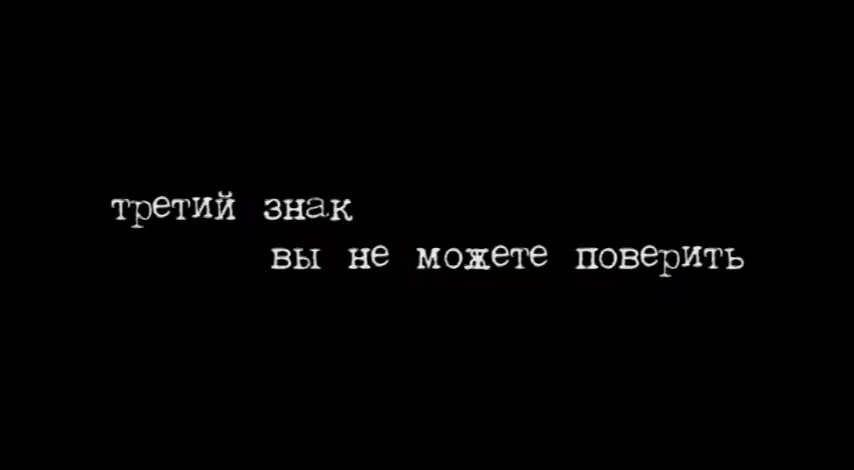 третий знак
вы не можете поверить